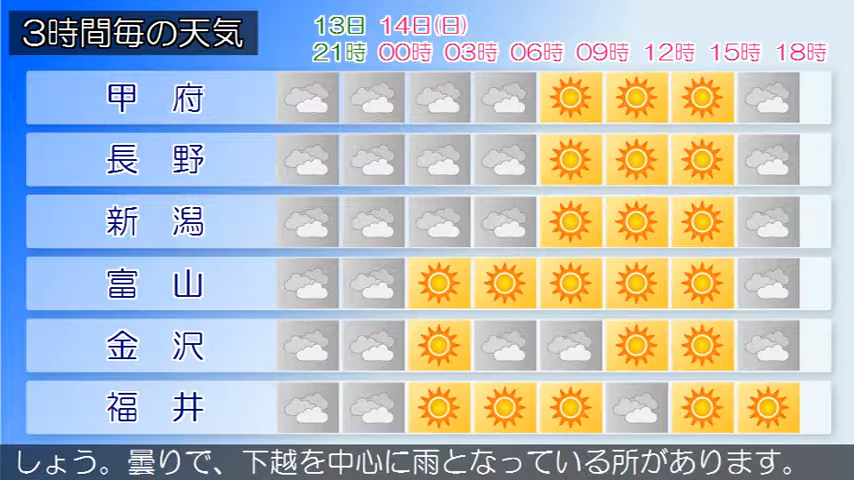 3時間毎の天気
13日 14日(日)
21時 00時 03時 06時 09時 12時 15時 18時
甲 府
長 野
新 潟
富 山
金 沢
福 井
しょう。曇りで、下越を中心に雨となっている所があります。